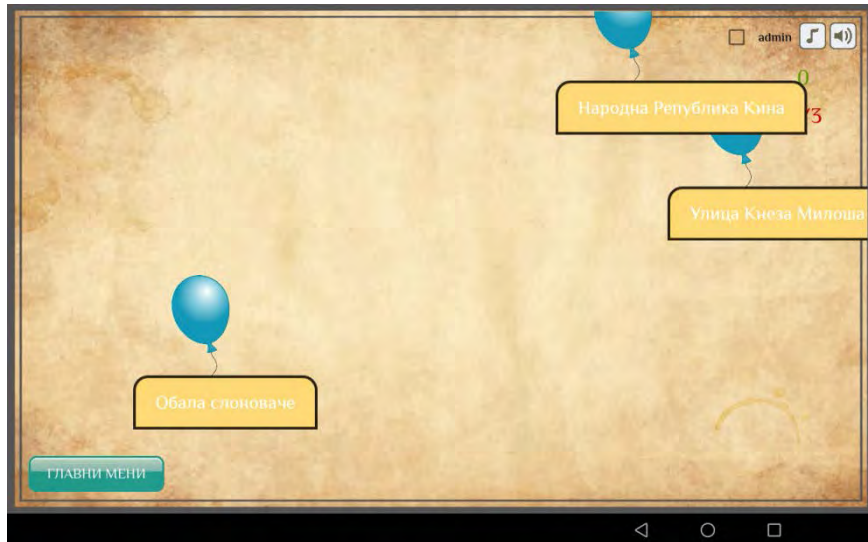 admin
0
Народна Република Кина
/3
Улица Кнеза Милоша
Обала слоноваче
ГЛАВНИ МЕНИ